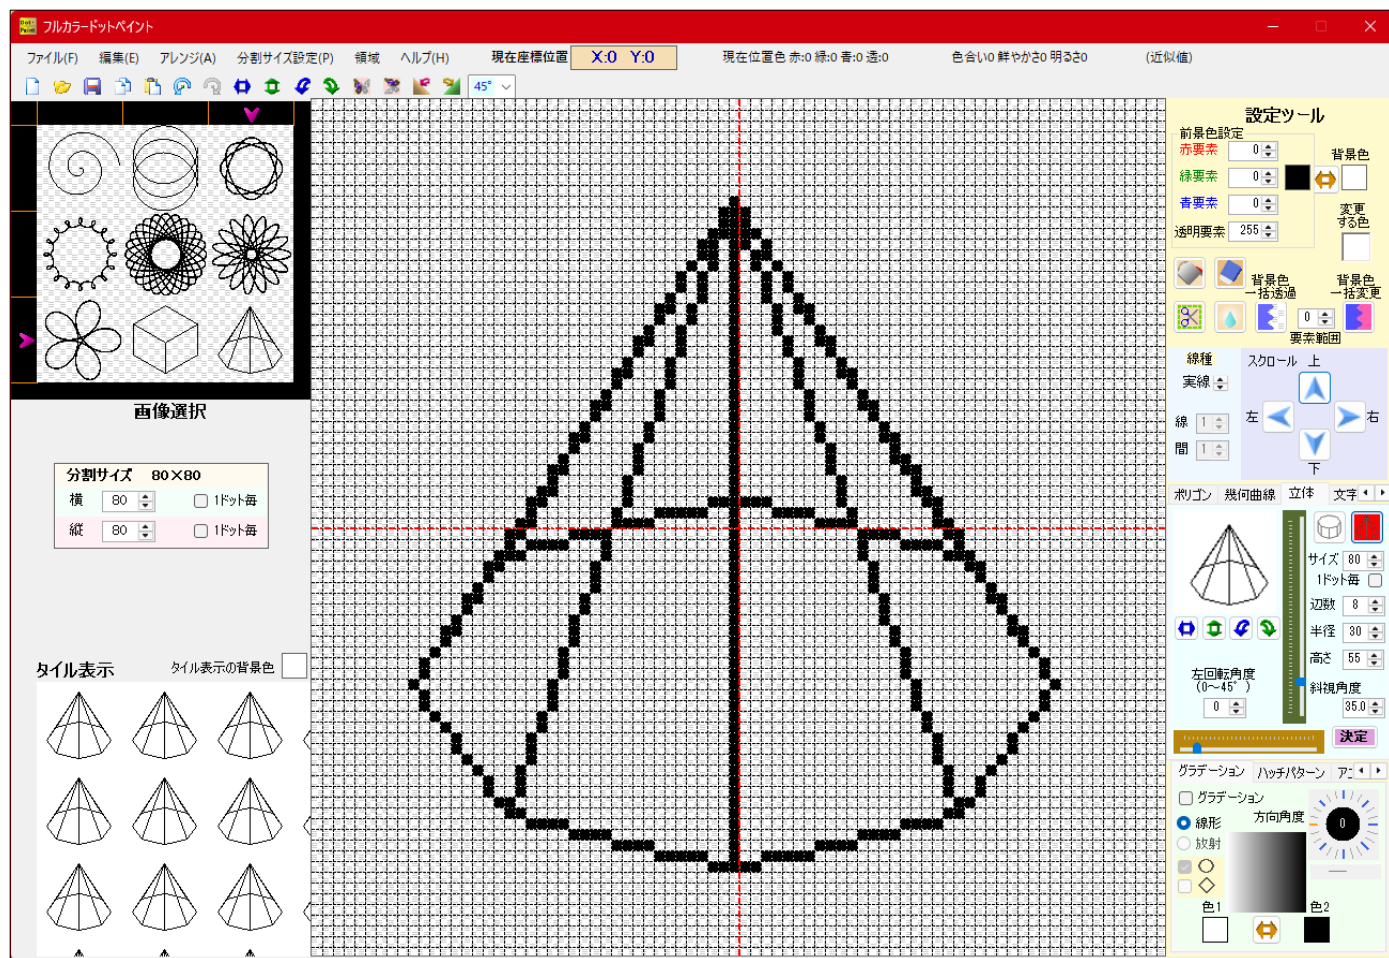 フルカラードットペイント
ファイル(F) 編集(E) アレンジ(A) 分割サイズ設定(P) 領域 ヘルプ(H) 現在座標位置 X:0 Y:0 現在位置色 赤:0 緑:0 青:0 透:0 色合い0 鮮やかさ0 明るさ0 (近似値)
45°
画像選択
分割サイズ 80×80
横 80 1ドット毎
縦 80 1ドット毎
タイル表示 タイル表示の背景色
設定ツール
前景色設定
赤要素 0
背景色
緑要素 0
青要素 0
変更
する色
透明要素 255
背景色
一括透過
背景色
一括変更
0
要素範囲
線種
実線
線 1
間 1
スクロール 上
左 右
下
ポリゴン 幾何曲線 立体 文字
サイズ 80
1ドット毎
辺数 8
半径 30
高さ 55
左回転角度
(0～45°)
0
斜視角度
35.0
決定
グラデーション ハッチパターン
グラデーション
線形
放射
方向角度
0
色1 色2